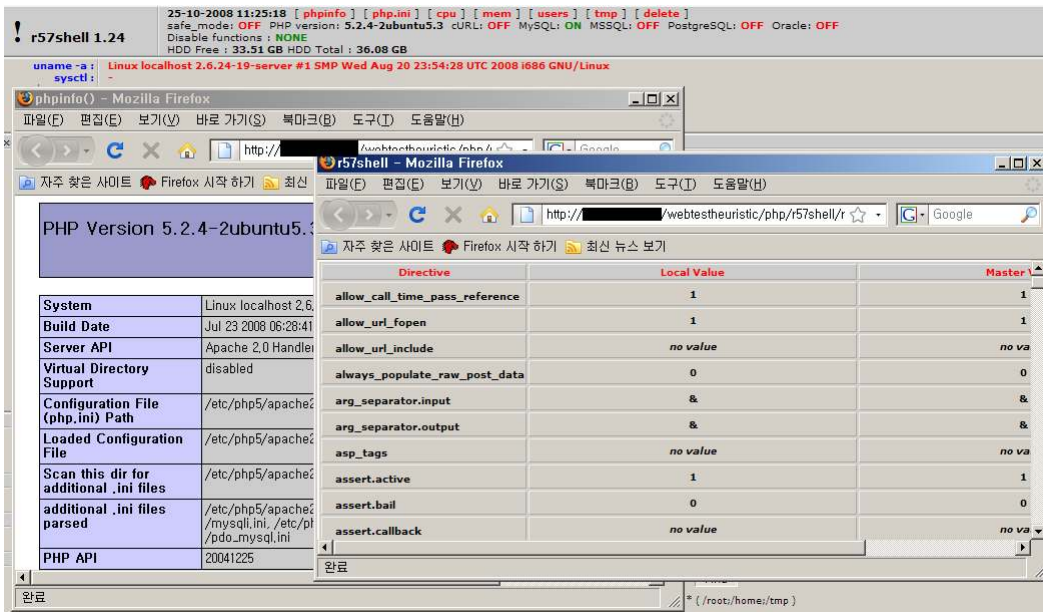 ! r57shell 1.24
25-10-2008 11:25:18 [ phpinfo ] [ php.ini ] [ cpu ] [ mem ] [ users ] [ tmp ] [ delete ]
safe_mode: OFF PHP version: 5.2.4-2ubuntu5.3 cURL: OFF MySQL: ON MSSQL: OFF PostgreSQL: OFF Oracle: OFF
Disable functions : NONE
HDD Free : 33.51 GB HDD Total : 36.08 GB
uname -a : Linux localhost 2.6.24-19-server #1 SMP Wed Aug 20 23:54:28 UTC 2008 i686 GNU/Linux
sysctl : -
phpinfo() - Mozilla Firefox
파일(F) 편집(E) 보기(V) 바로 가기(S) 북마크(B) 도구(T) 도움말(H)
http:// /webtestheuristic/php/ Google
자주 찾은 사이트 Firefox 시작 하기 최신
PHP Version 5.2.4-2ubuntu5.3
System Linux localhost 2.6.
Build Date Jul 23 2008 06:28:41
Server API Apache 2.0 Handler
Virtual Directory Support disabled
Configuration File (php.ini) Path /etc/php5/apache2
Loaded Configuration File /etc/php5/apache2
Scan this dir for additional .ini files /etc/php5/apache2
additional .ini files parsed /etc/php5/apache2
/mysqli.ini, /etc/ph
/pdo_mysql.ini
PHP API 20041225
완료
r57shell - Mozilla Firefox
파일(F) 편집(E) 보기(V) 바로 가기(S) 북마크(B) 도구(T) 도움말(H)
http:// /webtestheuristic/php/r57shell/r Google
자주 찾은 사이트 Firefox 시작 하기 최신 뉴스 보기
Directive Local Value Master V
allow_call_time_pass_reference 1 1
allow_url_fopen 1 1
allow_url_include no value no va
always_populate_raw_post_data 0 0
arg_separator.input & &
arg_separator.output & &
asp_tags no value no va
assert.active 1 1
assert.bail 0 0
assert.callback no value no va
완료
* ( /root;/home;/tmp )